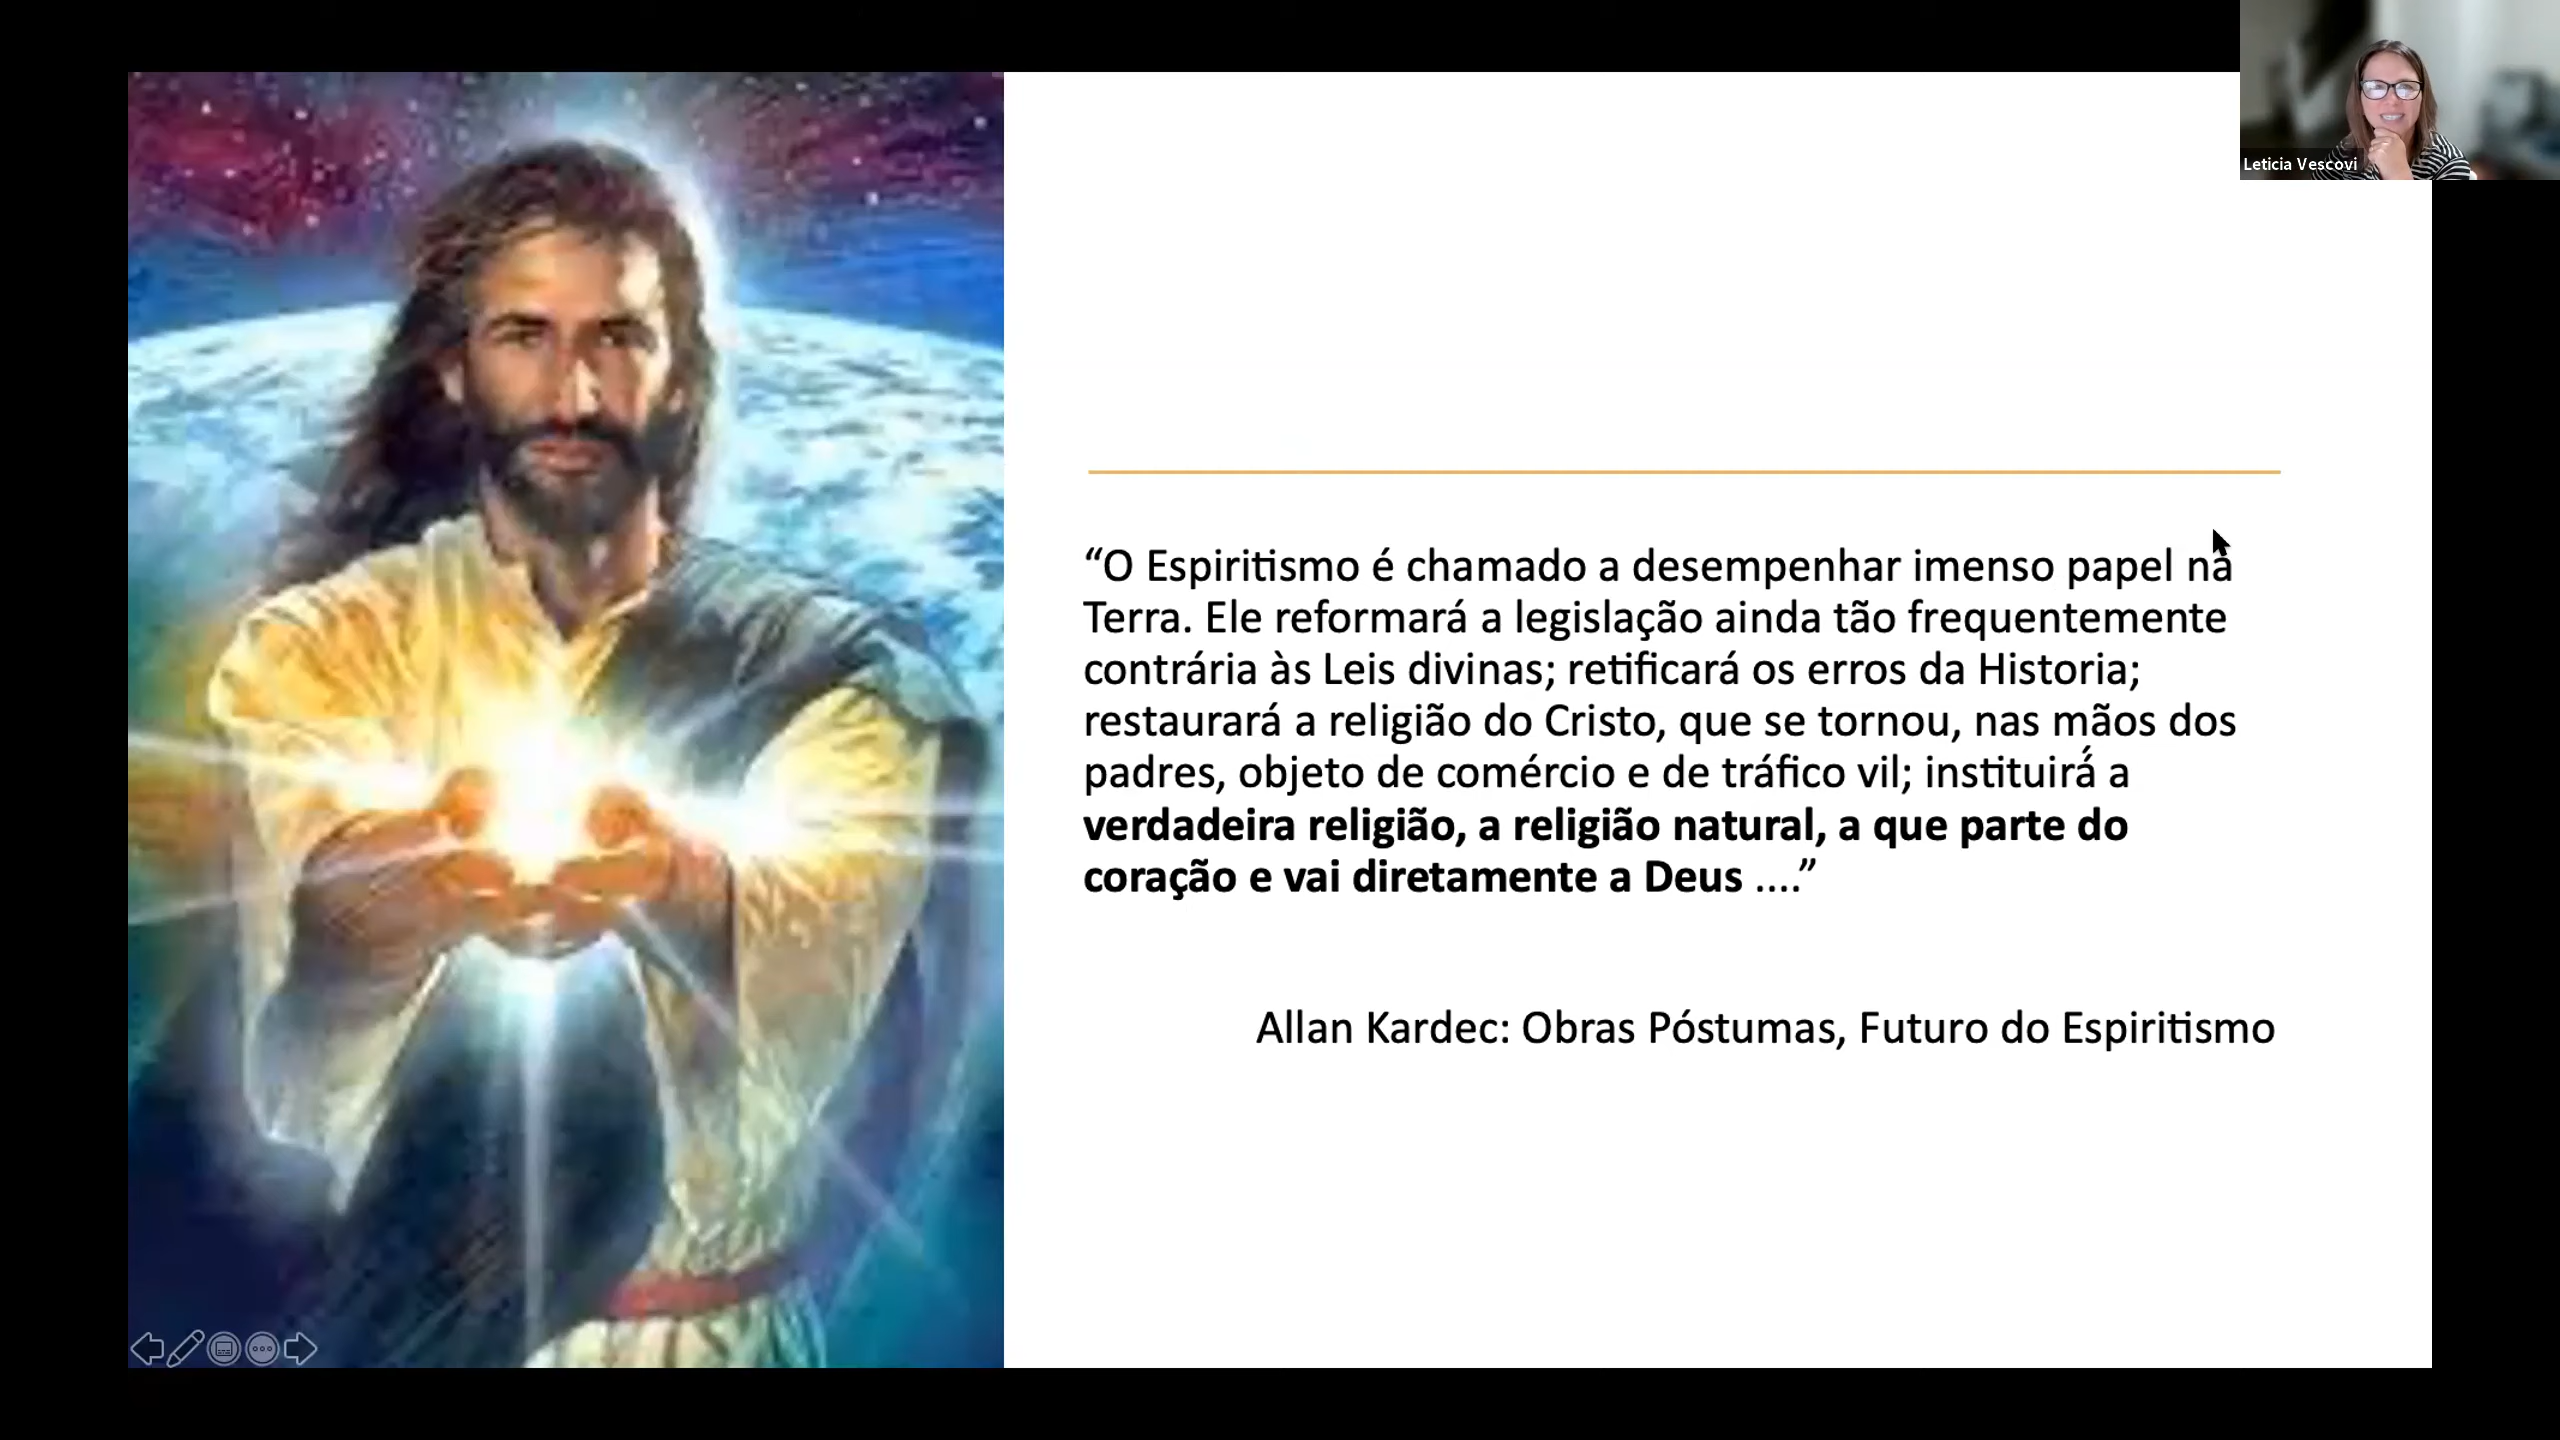 Leticia Vescovi
“O Espiritismo é chamado a desempenhar imenso papel na
Terra. Ele reformará a legislação ainda tão frequentemente
contrária às Leis divinas; retificará os erros da Historia;
restaurará a religião do Cristo, que se tornou, nas mãos dos
padres, objeto de comércio e de tráfico vil; instituirá́ a
verdadeira religião, a religião natural, a que parte do
coração e vai diretamente a Deus ....”
Allan Kardec: Obras Póstumas, Futuro do Espiritismo